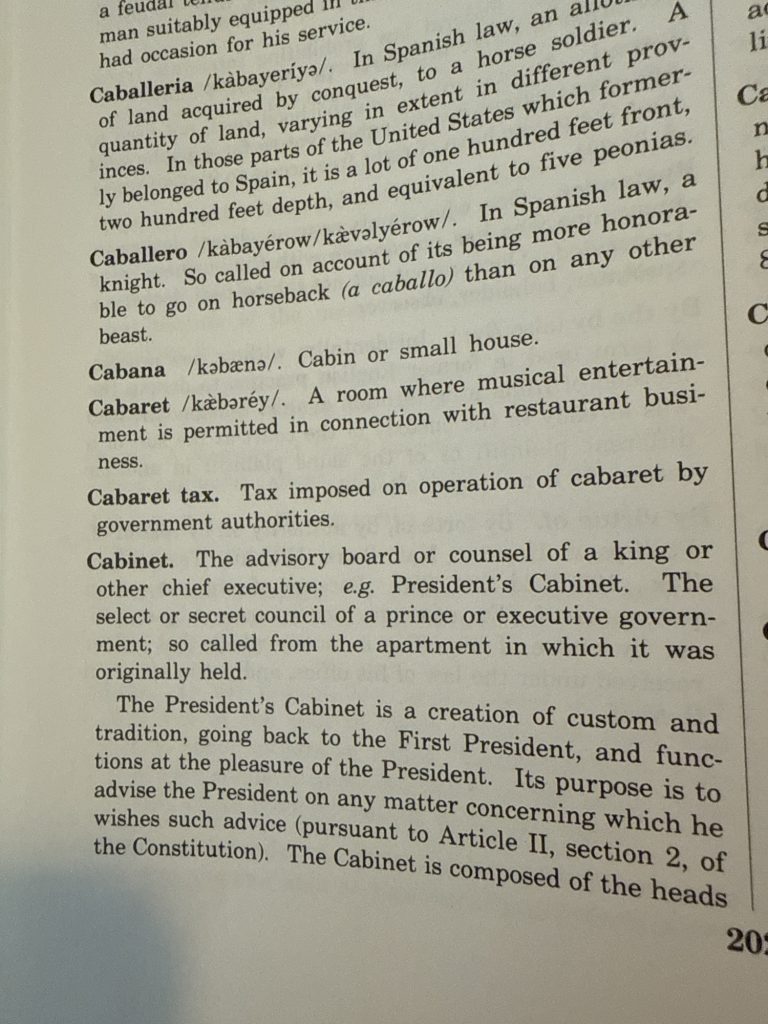 a feudal
man suitably equipped in
had occasion for his service.
Caballeria /kàbayeríyə/. In Spanish law, an
of land acquired by conquest, to a horse soldier. A
quantity of land, varying in extent in different prov-
inces. In those parts of the United States which former-
ly belonged to Spain, it is a lot of one hundred feet front,
two hundred feet depth, and equivalent to five peonias.
Caballero /kàbayérow/kæ̀vəlyérow/. In Spanish law, a
knight. So called on account of its being more honora-
ble to go on horseback (a caballo) than on any other
beast.
Cabana /kəbænə/. Cabin or small house.
Cabaret /kæ̀bəréy/. A room where musical entertain-
ment is permitted in connection with restaurant busi-
ness.
Cabaret tax. Tax imposed on operation of cabaret by
government authorities.
Cabinet. The advisory board or counsel of a king or
other chief executive; e.g. President's Cabinet. The
select or secret council of a prince or executive govern-
ment; so called from the apartment in which it was
originally held.
The President's Cabinet is a creation of custom and
tradition, going back to the First President, and func-
tions at the pleasure of the President. Its purpose is to
advise the President on any matter concerning which he
wishes such advice (pursuant to Article II, section 2, of
the Constitution). The Cabinet is composed of the heads